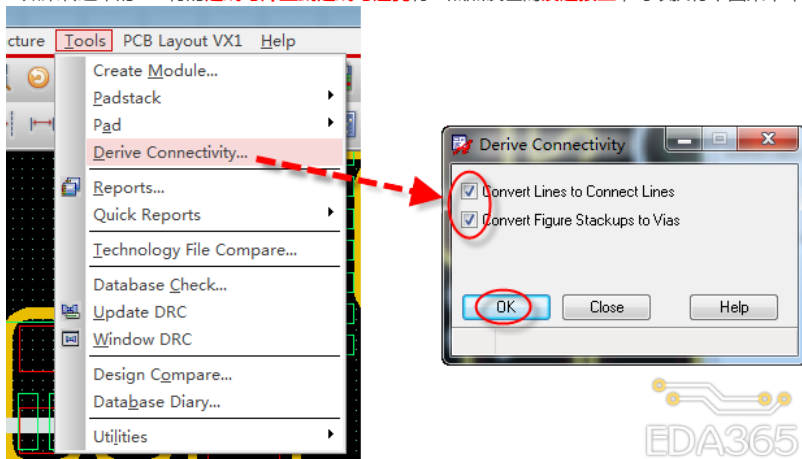 cture Tools PCB Layout VX1 Help
Create Module...
Padstack
Pad
Derive Connectivity...
Reports...
Quick Reports
Technology File Compare...
Database Check...
Update DRC
Window DRC
Design Compare...
Database Diary...
Utilities
Derive Connectivity
Convert Lines to Connect Lines
Convert Figure Stackups to Vias
OK Close Help
EDA365